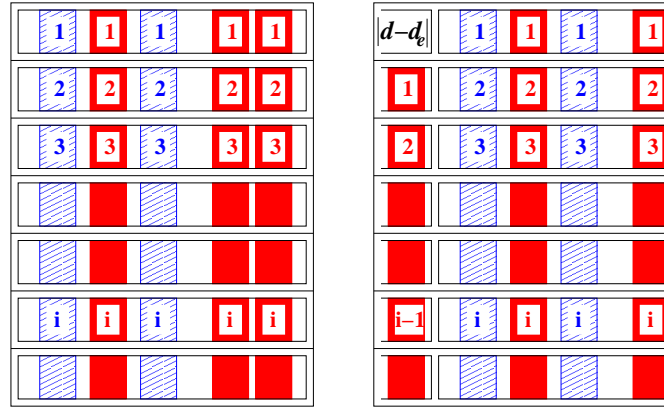 1 1 1 1 1 |d−dₑ| 1 1 1 1
2 2 2 2 2 1 2 2 2 2
3 3 3 3 3 2 3 3 3 3
i i i i i i−1 i i i i